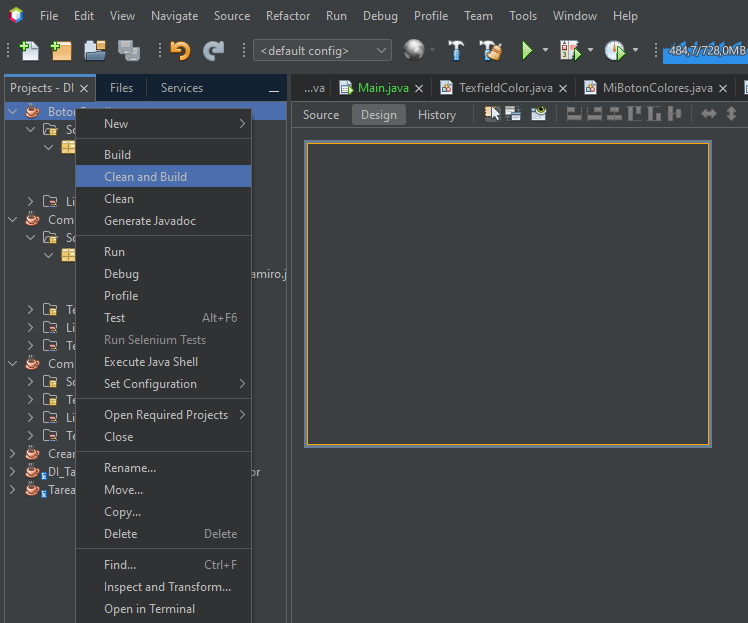 File Edit View Navigate Source Refactor Run Debug Profile Team Tools Window Help
<default config> 484,7/728,0MB
Projects - DI × Files Services
...va Main.java × TexfieldColor.java × MiBotonColores.java ×
Source Design History
New
Build
Clean and Build
Clean
Generate Javadoc
Run
Debug
Profile
Test Alt+F6
Run Selenium Tests
Execute Java Shell
Set Configuration
Open Required Projects
Close
Rename...
Move...
Copy...
Delete Delete
Find... Ctrl+F
Inspect and Transform...
Open in Terminal
Boton
So
Li
Com
So
amiro.j
Te
Li
Te
Com
So
Te
Li
Te
Crear
DI_Ta or
Tarea